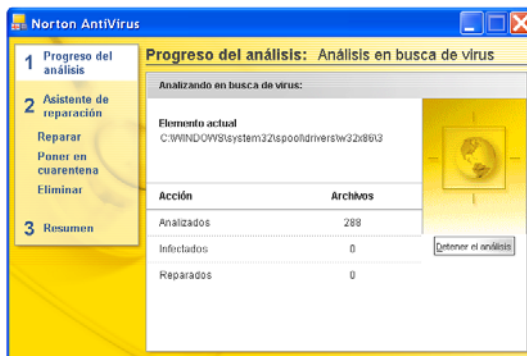 Norton AntiVirus
1 Progreso del
análisis
2 Asistente de
reparación
Reparar
Poner en
cuarentena
Eliminar
3 Resumen
Progreso del análisis: Análisis en busca de virus
Analizando en busca de virus:
Elemento actual
C:\WINDOWS\system32\spool\drivers\w32x86\3
Acción Archivos
Analizados 288
Infectados 0
Reparados 0
Detener el análisis